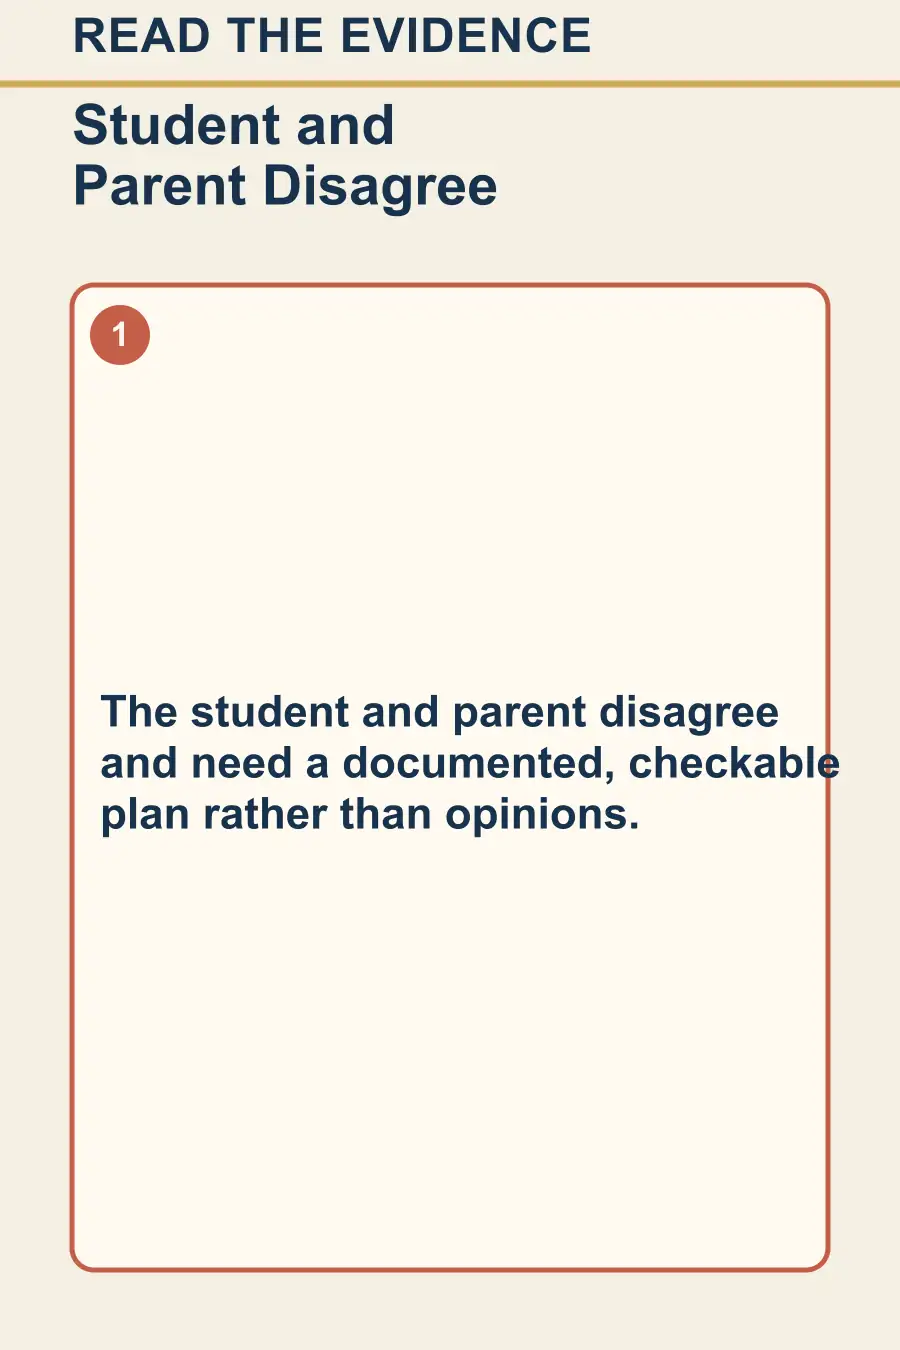 READ THE EVIDENCE
Student and
Parent Disagree
1
The student and parent disagree
and need a documented, checkable
plan rather than opinions.